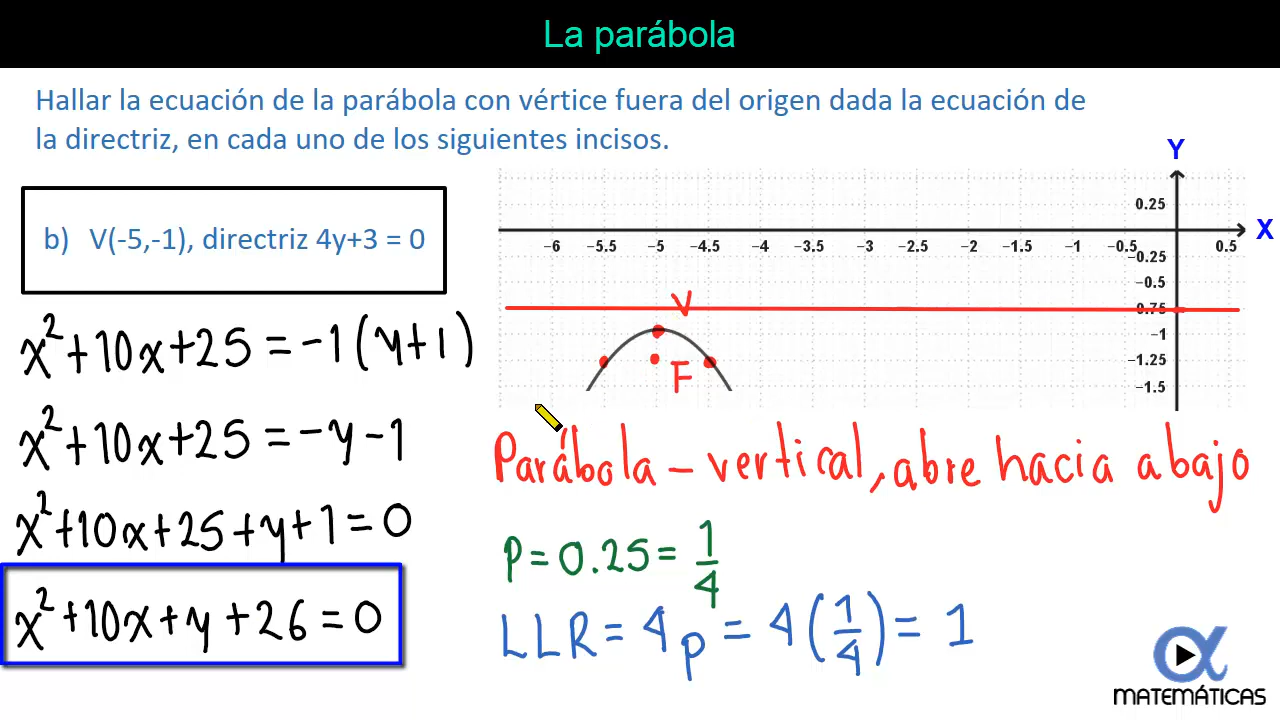 La parábola
Hallar la ecuación de la parábola con vértice fuera del origen dada la ecuación de
la directriz, en cada uno de los siguientes incisos.
b) V(-5,-1), directriz 4y+3 = 0
x²+10x+25=-1(y+1)
x²+10x+25=-y-1
x²+10x+25+y+1=0
x²+10x+y+26=0
Y
0.25
X
−6 −5.5 −5 −4.5 −4 −3.5 −3 −2.5 −2 −1.5 −1 −0.5 0.5
−0.25
−0.5
V
−0.75
−1
−1.25
F
−1.5
Parábola – vertical, abre hacia abajo
P=0.25=1/4
LLR=4p=4(1/4)=1
MATEMÁTICAS